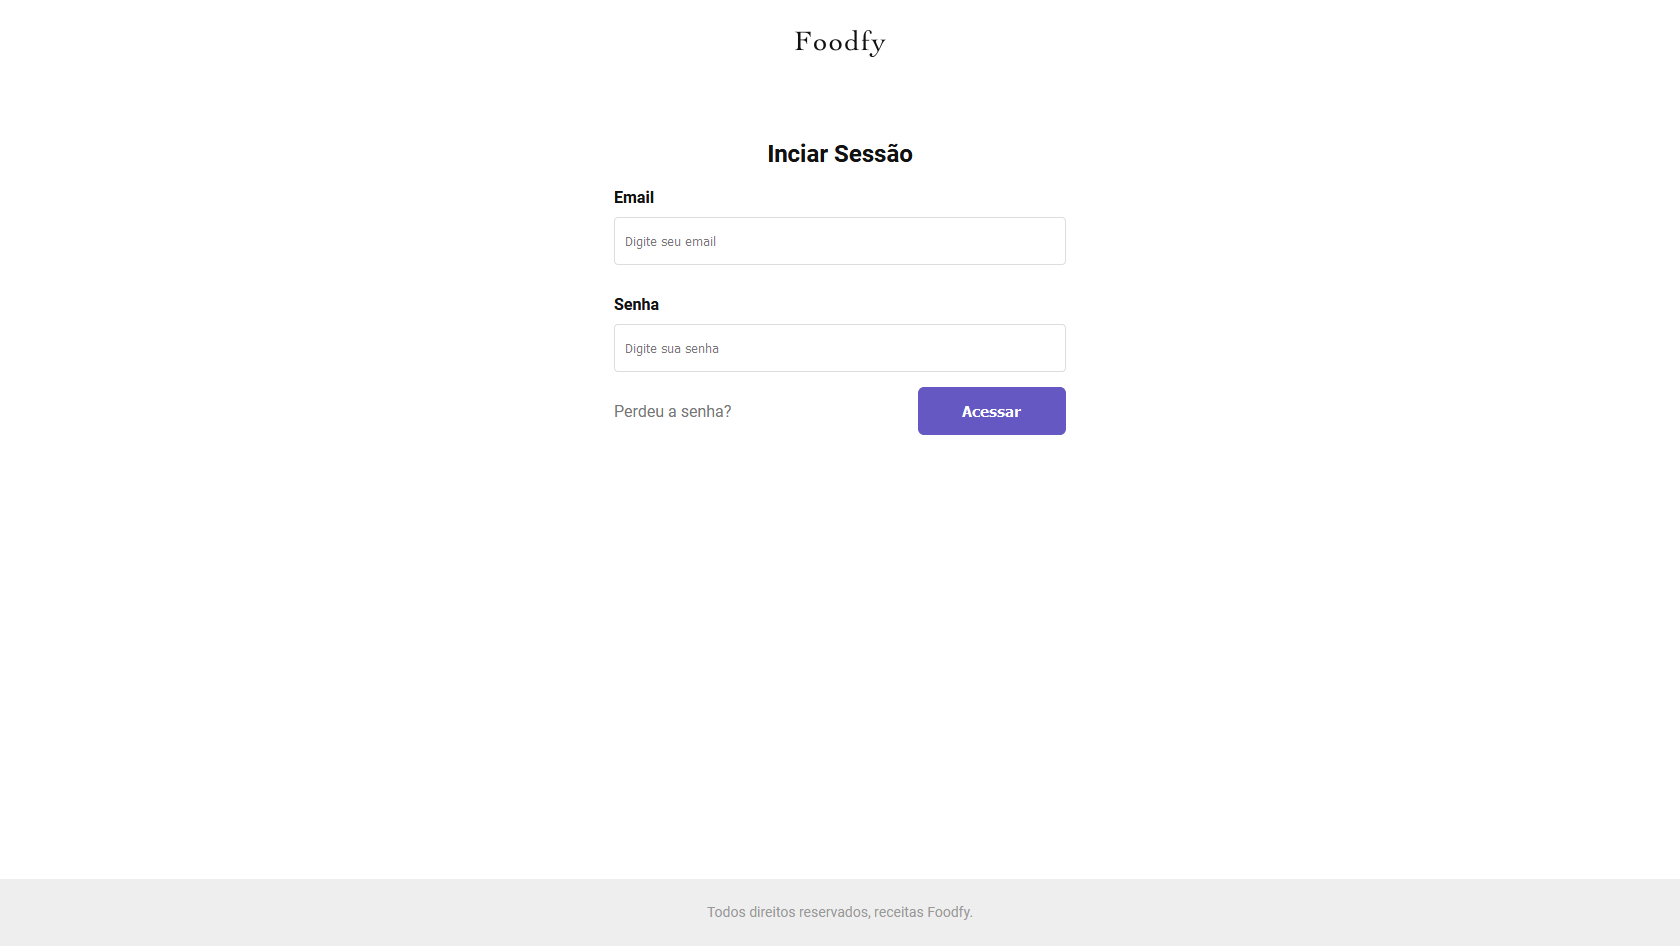 Foodfy
Inciar Sessão
Email
Digite seu email
Senha
Digite sua senha
Perdeu a senha?
Acessar
Todos direitos reservados, receitas Foodfy.